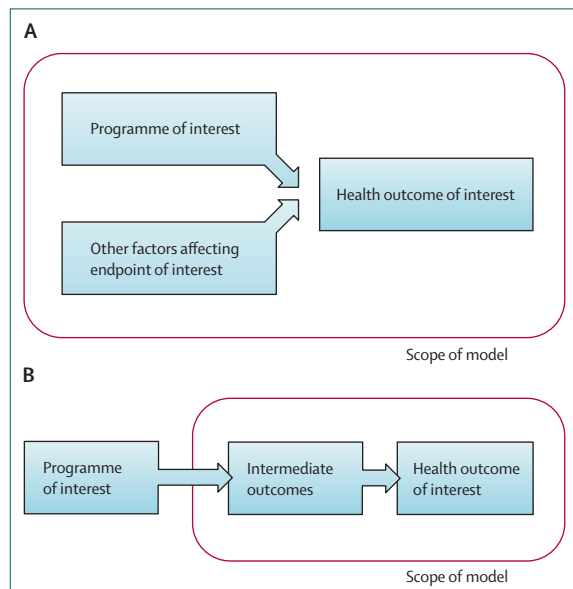 A
Programme of interest
Health outcome of interest
Other factors affecting
endpoint of interest
Scope of model
B
Programme
of interest
Intermediate
outcomes
Health outcome
of interest
Scope of model